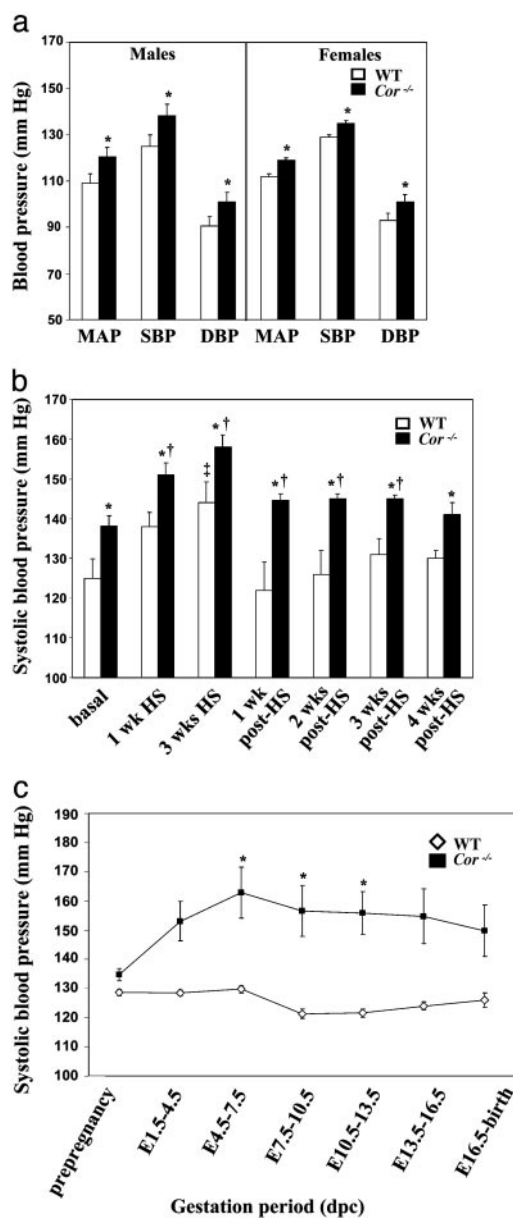 a
Males
Females
WT
Cor -/-
Blood pressure (mm Hg)
170
150
130
110
90
70
50
*
*
*
*
*
*
MAP
SBP
DBP
MAP
SBP
DBP
b
WT
Cor -/-
Systolic blood pressure (mm Hg)
170
160
150
140
130
120
110
100
*
*†
‡
*†
*†
*†
*†
*
basal
1 wk HS
3 wks HS
1 wk
post-HS
2 wks
post-HS
3 wks
post-HS
4 wks
post-HS
c
WT
Cor -/-
Systolic blood pressure (mm Hg)
190
180
170
160
150
140
130
120
110
100
*
*
*
prepregnancy
E1.5-4.5
E4.5-7.5
E7.5-10.5
E10.5-13.5
E13.5-16.5
E16.5-birth
Gestation period (dpc)